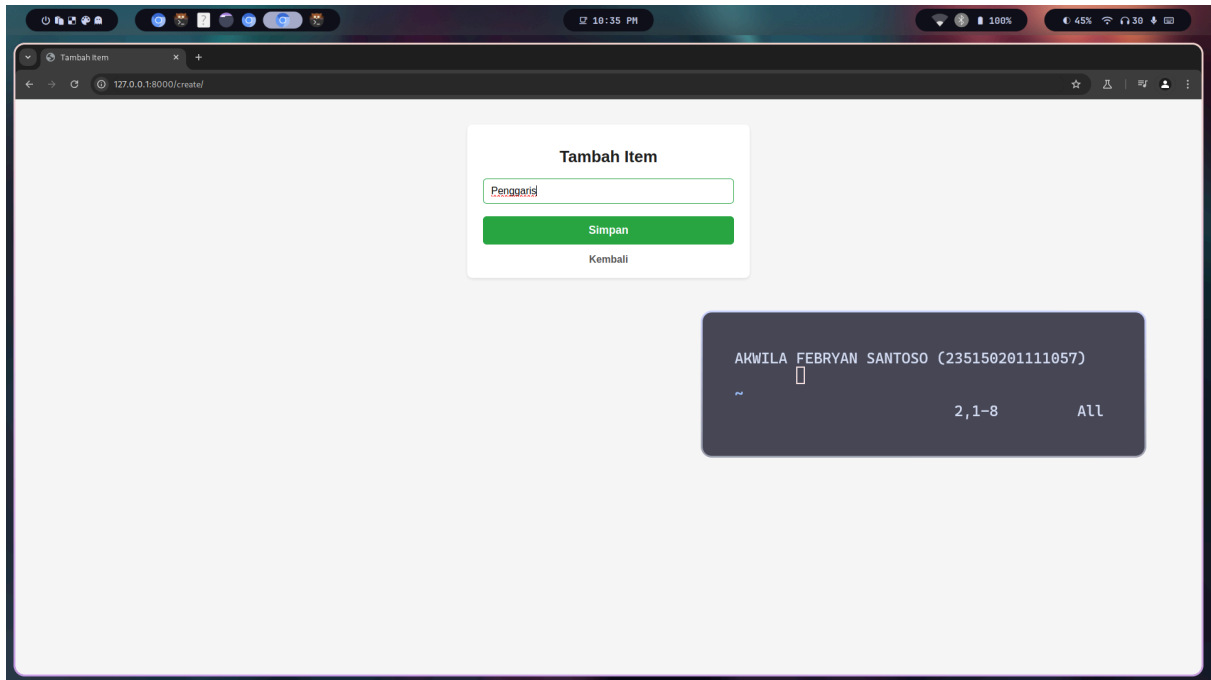 10:35 PM
100%
45%
30
Tambah Item
127.0.0.1:8000/create/
Tambah Item
Penggaris
Simpan
Kembali
AKWILA FEBRYAN SANTOSO (235150201111057)
~
2,1-8 All